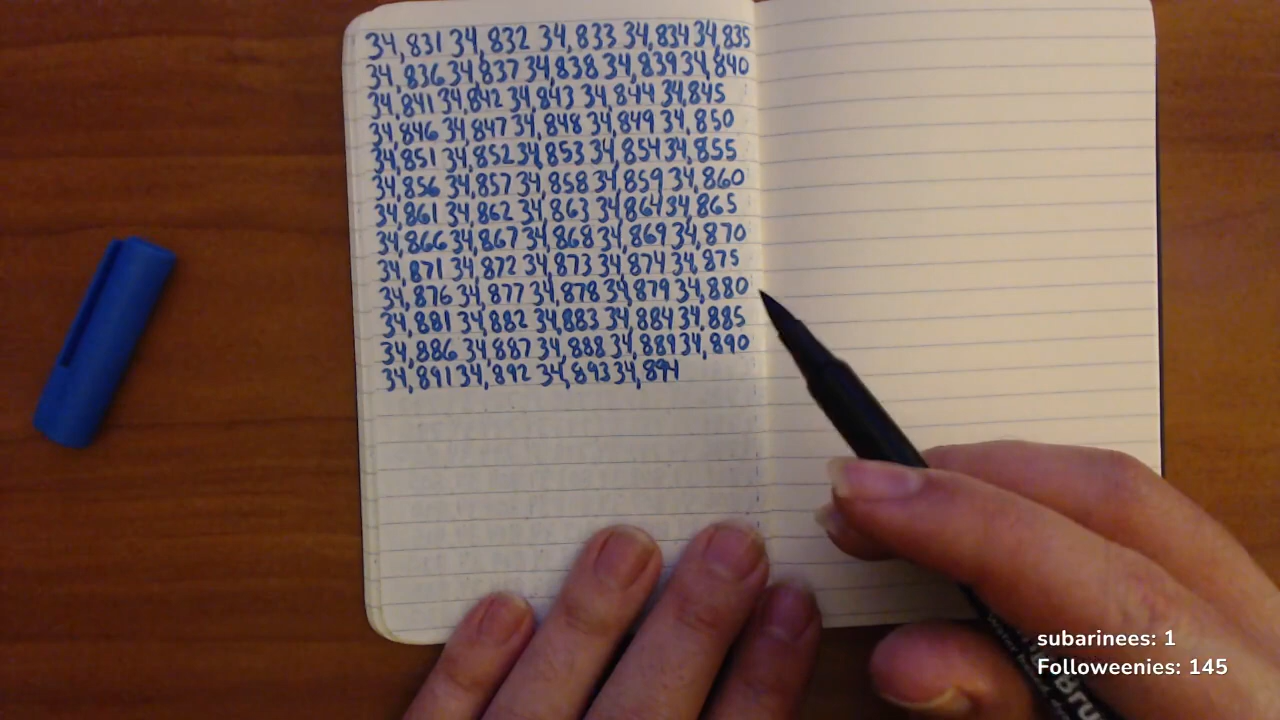 34,831 34,832 34,833 34,834 34,835
34,836 34,837 34,838 34,839 34,840
34,841 34,842 34,843 34,844 34,845
34,846 34,847 34,848 34,849 34,850
34,851 34,852 34,853 34,854 34,855
34,856 34,857 34,858 34,859 34,860
34,861 34,862 34,863 34,864 34,865
34,866 34,867 34,868 34,869 34,870
34,871 34,872 34,873 34,874 34,875
34,876 34,877 34,878 34,879 34,880
34,881 34,882 34,883 34,884 34,885
34,886 34,887 34,888 34,889 34,890
34,891 34,892 34,893 34,894
subarinees: 1
Followeenies: 145